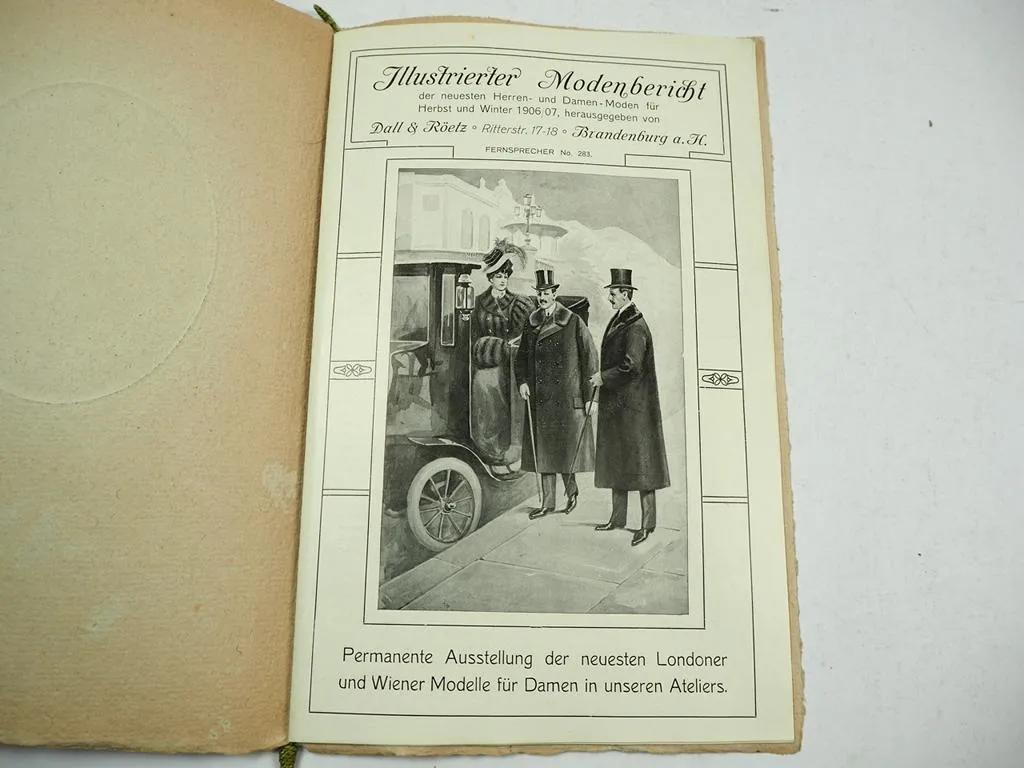 Illustrierter Modenbericht
der neuesten Herren- und Damen-Moden für
Herbst und Winter 1906/07, herausgegeben von
Dall & Röetz • Ritterstr. 17-18 • Brandenburg a. H.
FERNSPRECHER No. 283.
Permanente Ausstellung der neuesten Londoner
und Wiener Modelle für Damen in unseren Ateliers.